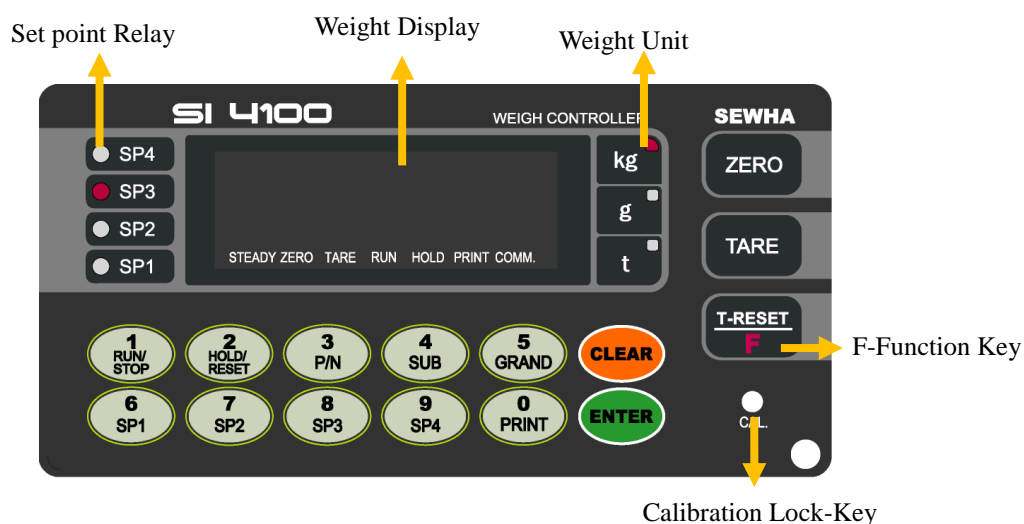 Set point Relay
Weight Display
Weight Unit
SI 4100
WEIGH CONTROLLER
SEWHA
SP4
SP3
SP2
SP1
STEADY ZERO TARE RUN HOLD PRINT COMM.
kg
g
t
ZERO
TARE
T-RESET
F
F-Function Key
1
RUN/
STOP
2
HOLD/
RESET
3
P/N
4
SUB
5
GRAND
CLEAR
6
SP1
7
SP2
8
SP3
9
SP4
0
PRINT
ENTER
CAL.
Calibration Lock-Key